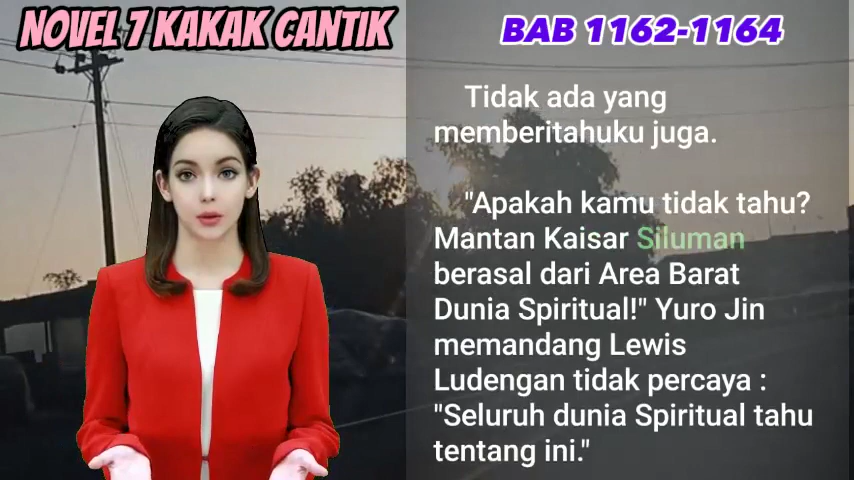 NOVEL 7 KAKAK CANTIK
BAB 1162-1164
Tidak ada yang
memberitahuku juga.
"Apakah kamu tidak tahu?
Mantan Kaisar Siluman
berasal dari Area Barat
Dunia Spiritual!" Yuro Jin
memandang Lewis
Ludengan tidak percaya :
"Seluruh dunia Spiritual tahu
tentang ini."